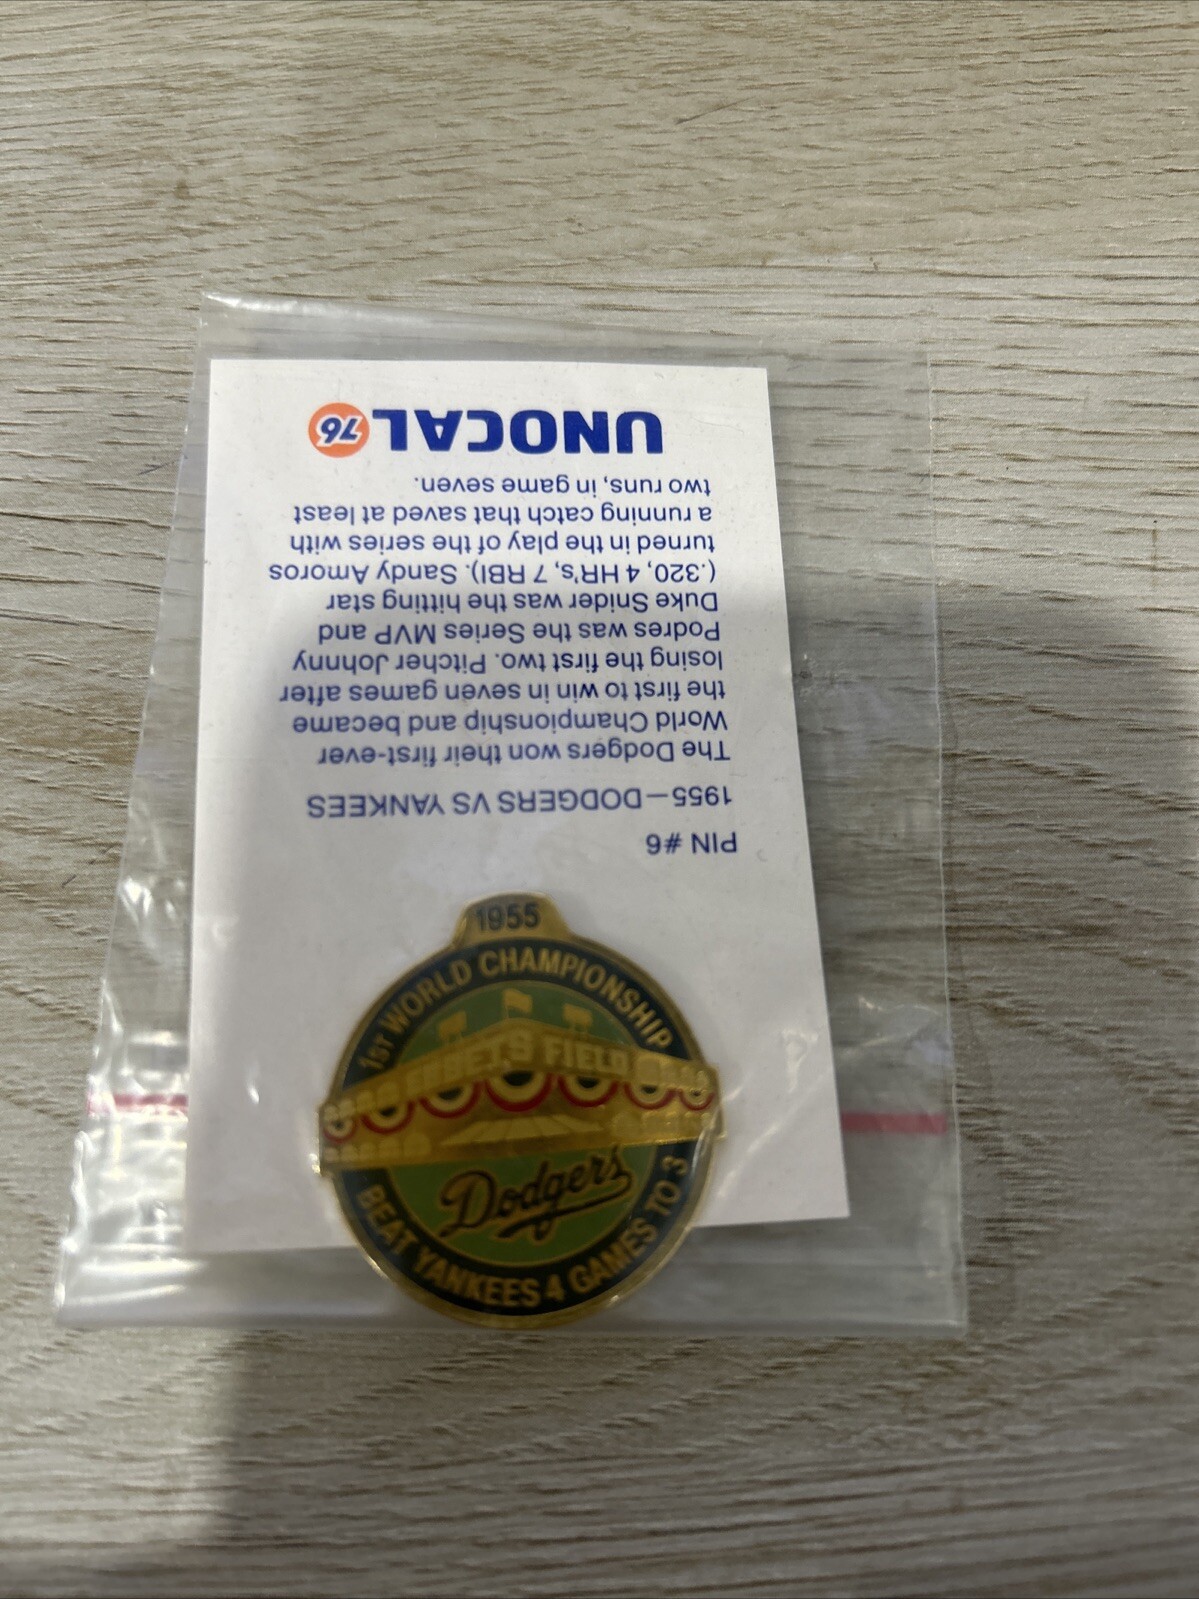 PIN #6
1955—DODGERS VS YANKEES
The Dodgers won their first-ever
World Championship and became
the first to win in seven games after
losing the first two. Pitcher Johnny
Podres was the Series MVP and
Duke Snider was the hitting star
(.320, 4 HR's, 7 RBI). Sandy Amoros
turned in the play of the series with
a running catch that saved at least
two runs, in game seven.
UNOCAL 76
1955
1ST WORLD CHAMPIONSHIP
EBBETS FIELD
Dodgers
BEAT YANKEES 4 GAMES TO 3